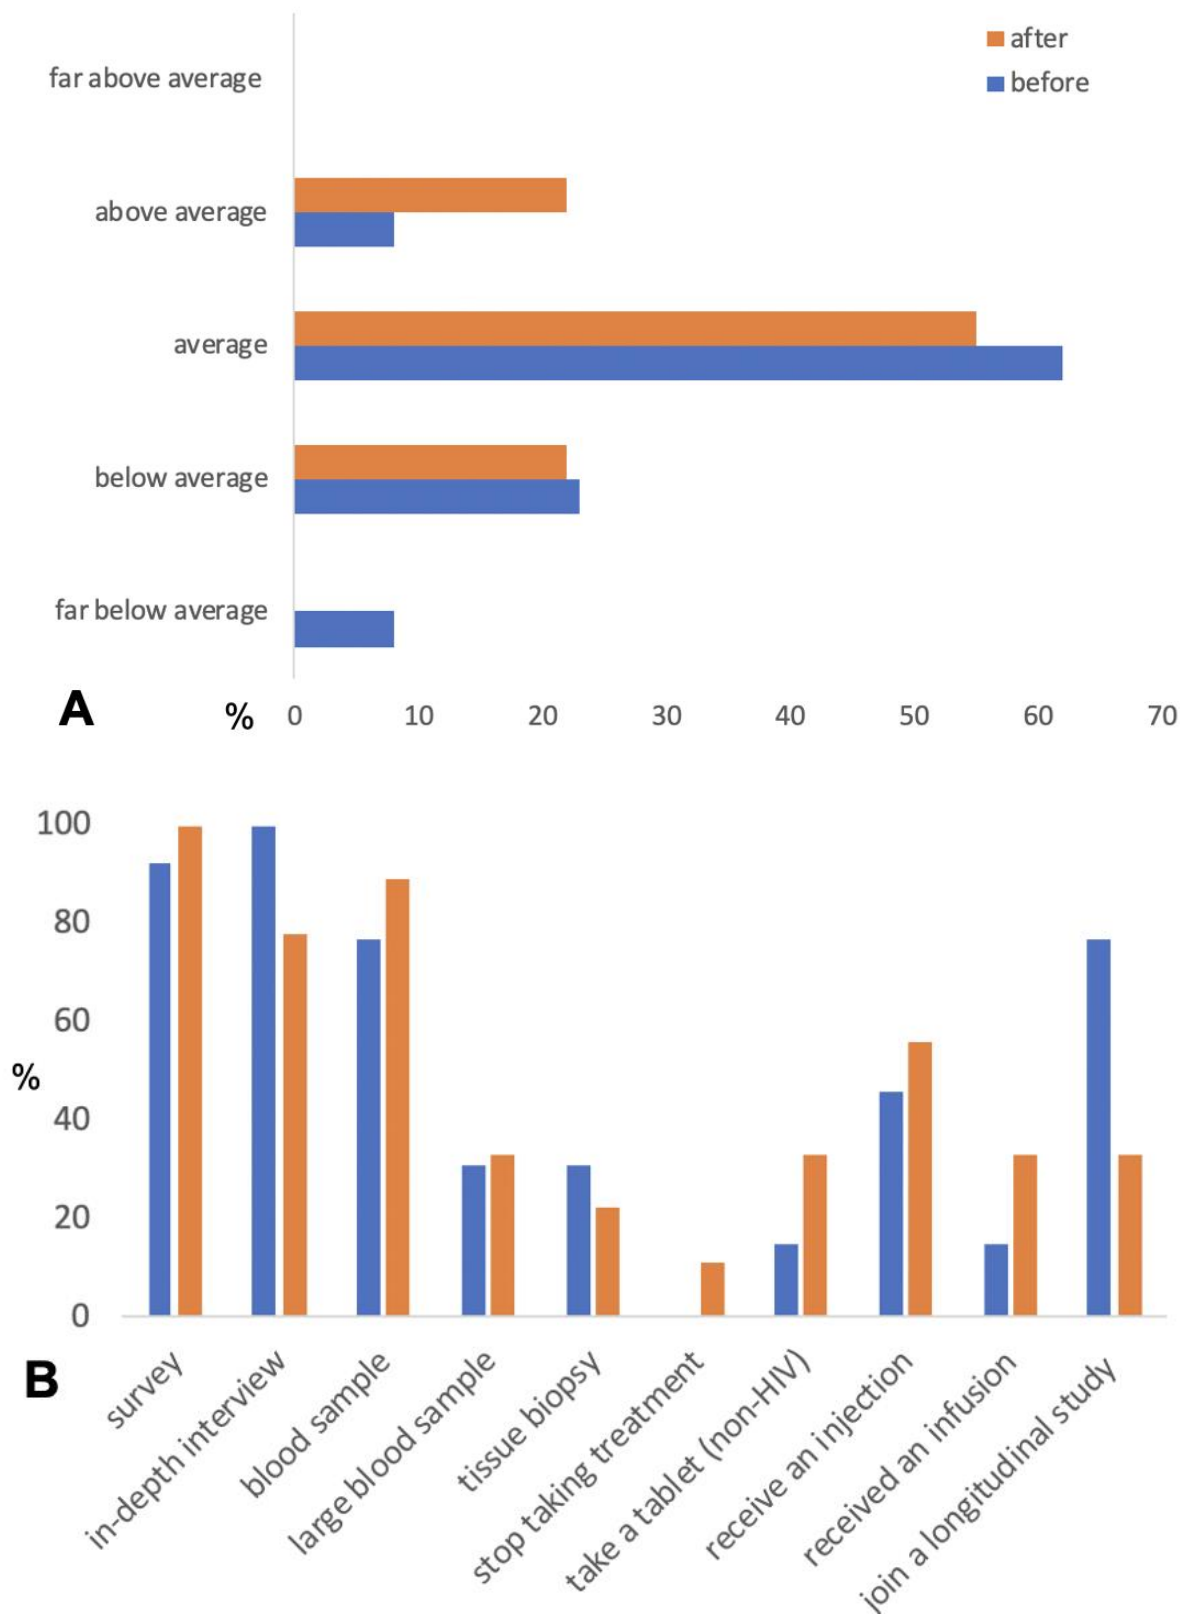 after
before
far above average
above average
average
below average
far below average
A
% 0 10 20 30 40 50 60 70
100
80
60
%
40
20
0
B
survey
in-depth interview
blood sample
large blood sample
tissue biopsy
stop taking treatment
take a tablet (non-HIV)
receive an injection
received an infusion
join a longitudinal study